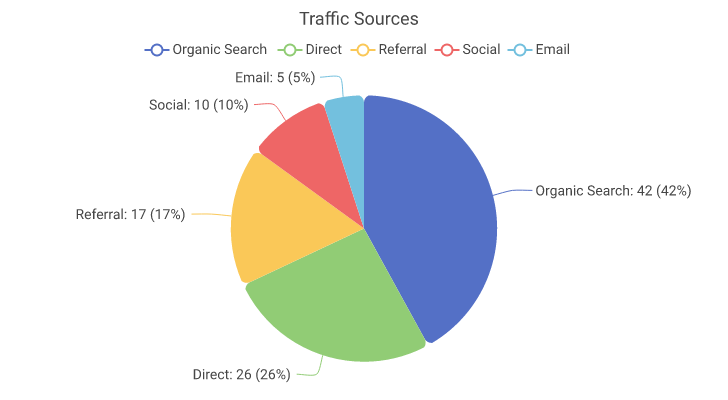 Traffic Sources
Organic Search Direct Referral Social Email
Email: 5 (5%)
Social: 10 (10%)
Organic Search: 42 (42%)
Referral: 17 (17%)
Direct: 26 (26%)